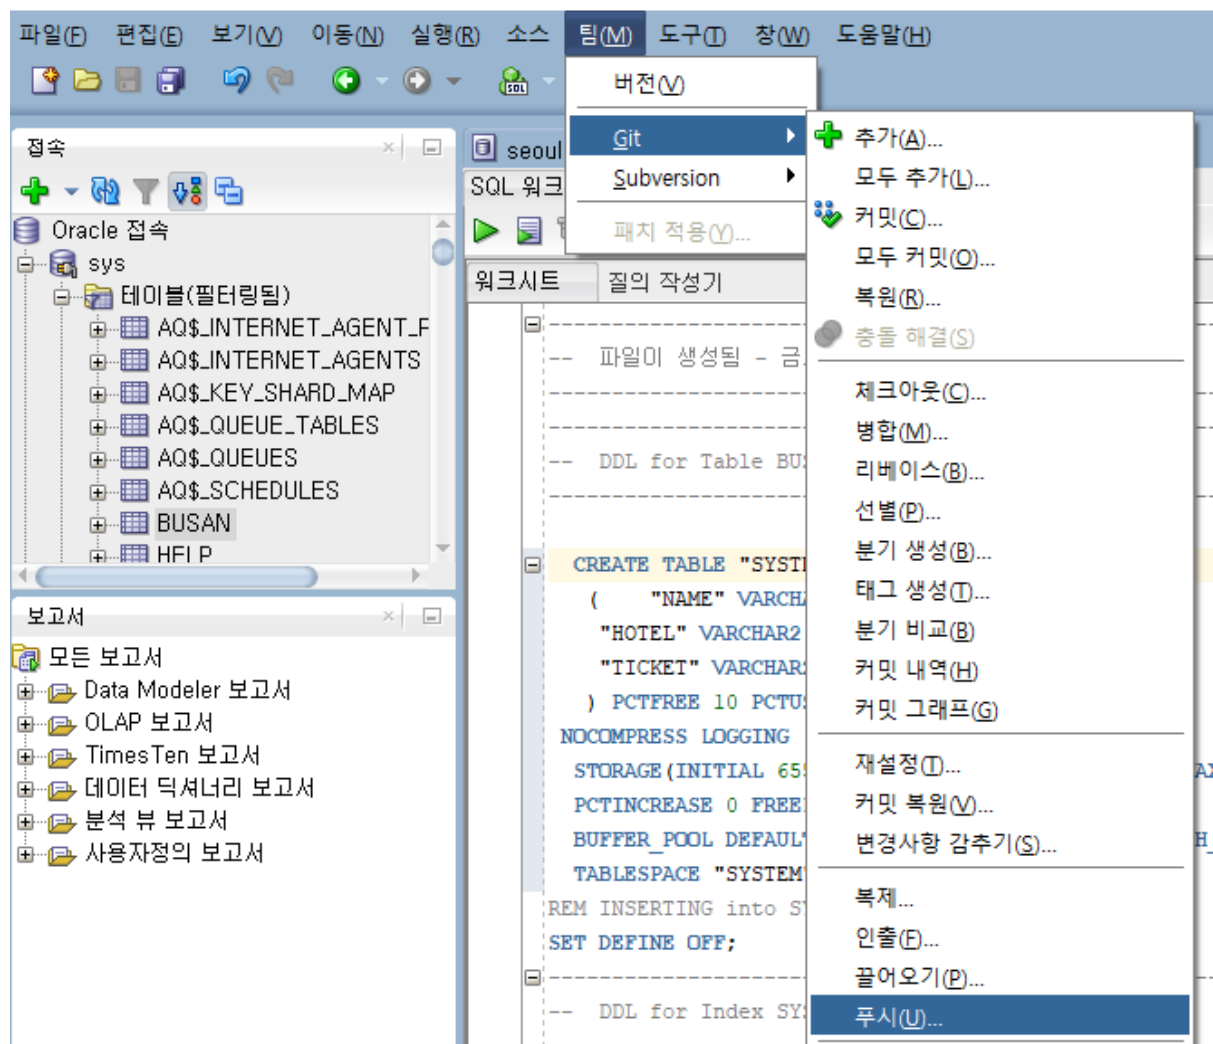 파일(F) 편집(E) 보기(V) 이동(N) 실행(R) 소스 팀(M) 도구(T) 창(W) 도움말(H)
버전(V)
Git
Subversion
패치 적용(Y)...
추가(A)...
모두 추가(L)...
커밋(C)...
모두 커밋(O)...
복원(R)...
충돌 해결(S)
체크아웃(C)...
병합(M)...
리베이스(B)...
선별(P)...
분기 생성(B)...
태그 생성(T)...
분기 비교(B)
커밋 내역(H)
커밋 그래프(G)
재설정(T)...
커밋 복원(V)...
변경사항 감추기(S)...
복제...
인출(F)...
끌어오기(P)...
푸시(U)...
접속
Oracle 접속
sys
테이블(필터링됨)
AQ$_INTERNET_AGENT_P
AQ$_INTERNET_AGENTS
AQ$_KEY_SHARD_MAP
AQ$_QUEUE_TABLES
AQ$_QUEUES
AQ$_SCHEDULES
BUSAN
HELP
보고서
모든 보고서
Data Modeler 보고서
OLAP 보고서
TimesTen 보고서
데이터 딕셔너리 보고서
분석 뷰 보고서
사용자정의 보고서
seoul
SQL 워크
SQL
워크시트 질의 작성기
--------------------
-- 파일이 생성됨 - 금
--------------------
--------------------
-- DDL for Table BUS
--------------------
CREATE TABLE "SYSTE
( "NAME" VARCHA
"HOTEL" VARCHAR2
"TICKET" VARCHAR2
) PCTFREE 10 PCTUS
NOCOMPRESS LOGGING
STORAGE(INITIAL 655
PCTINCREASE 0 FREE
BUFFER_POOL DEFAULT
TABLESPACE "SYSTEM"
REM INSERTING into SY
SET DEFINE OFF;
--------------------
-- DDL for Index SYS